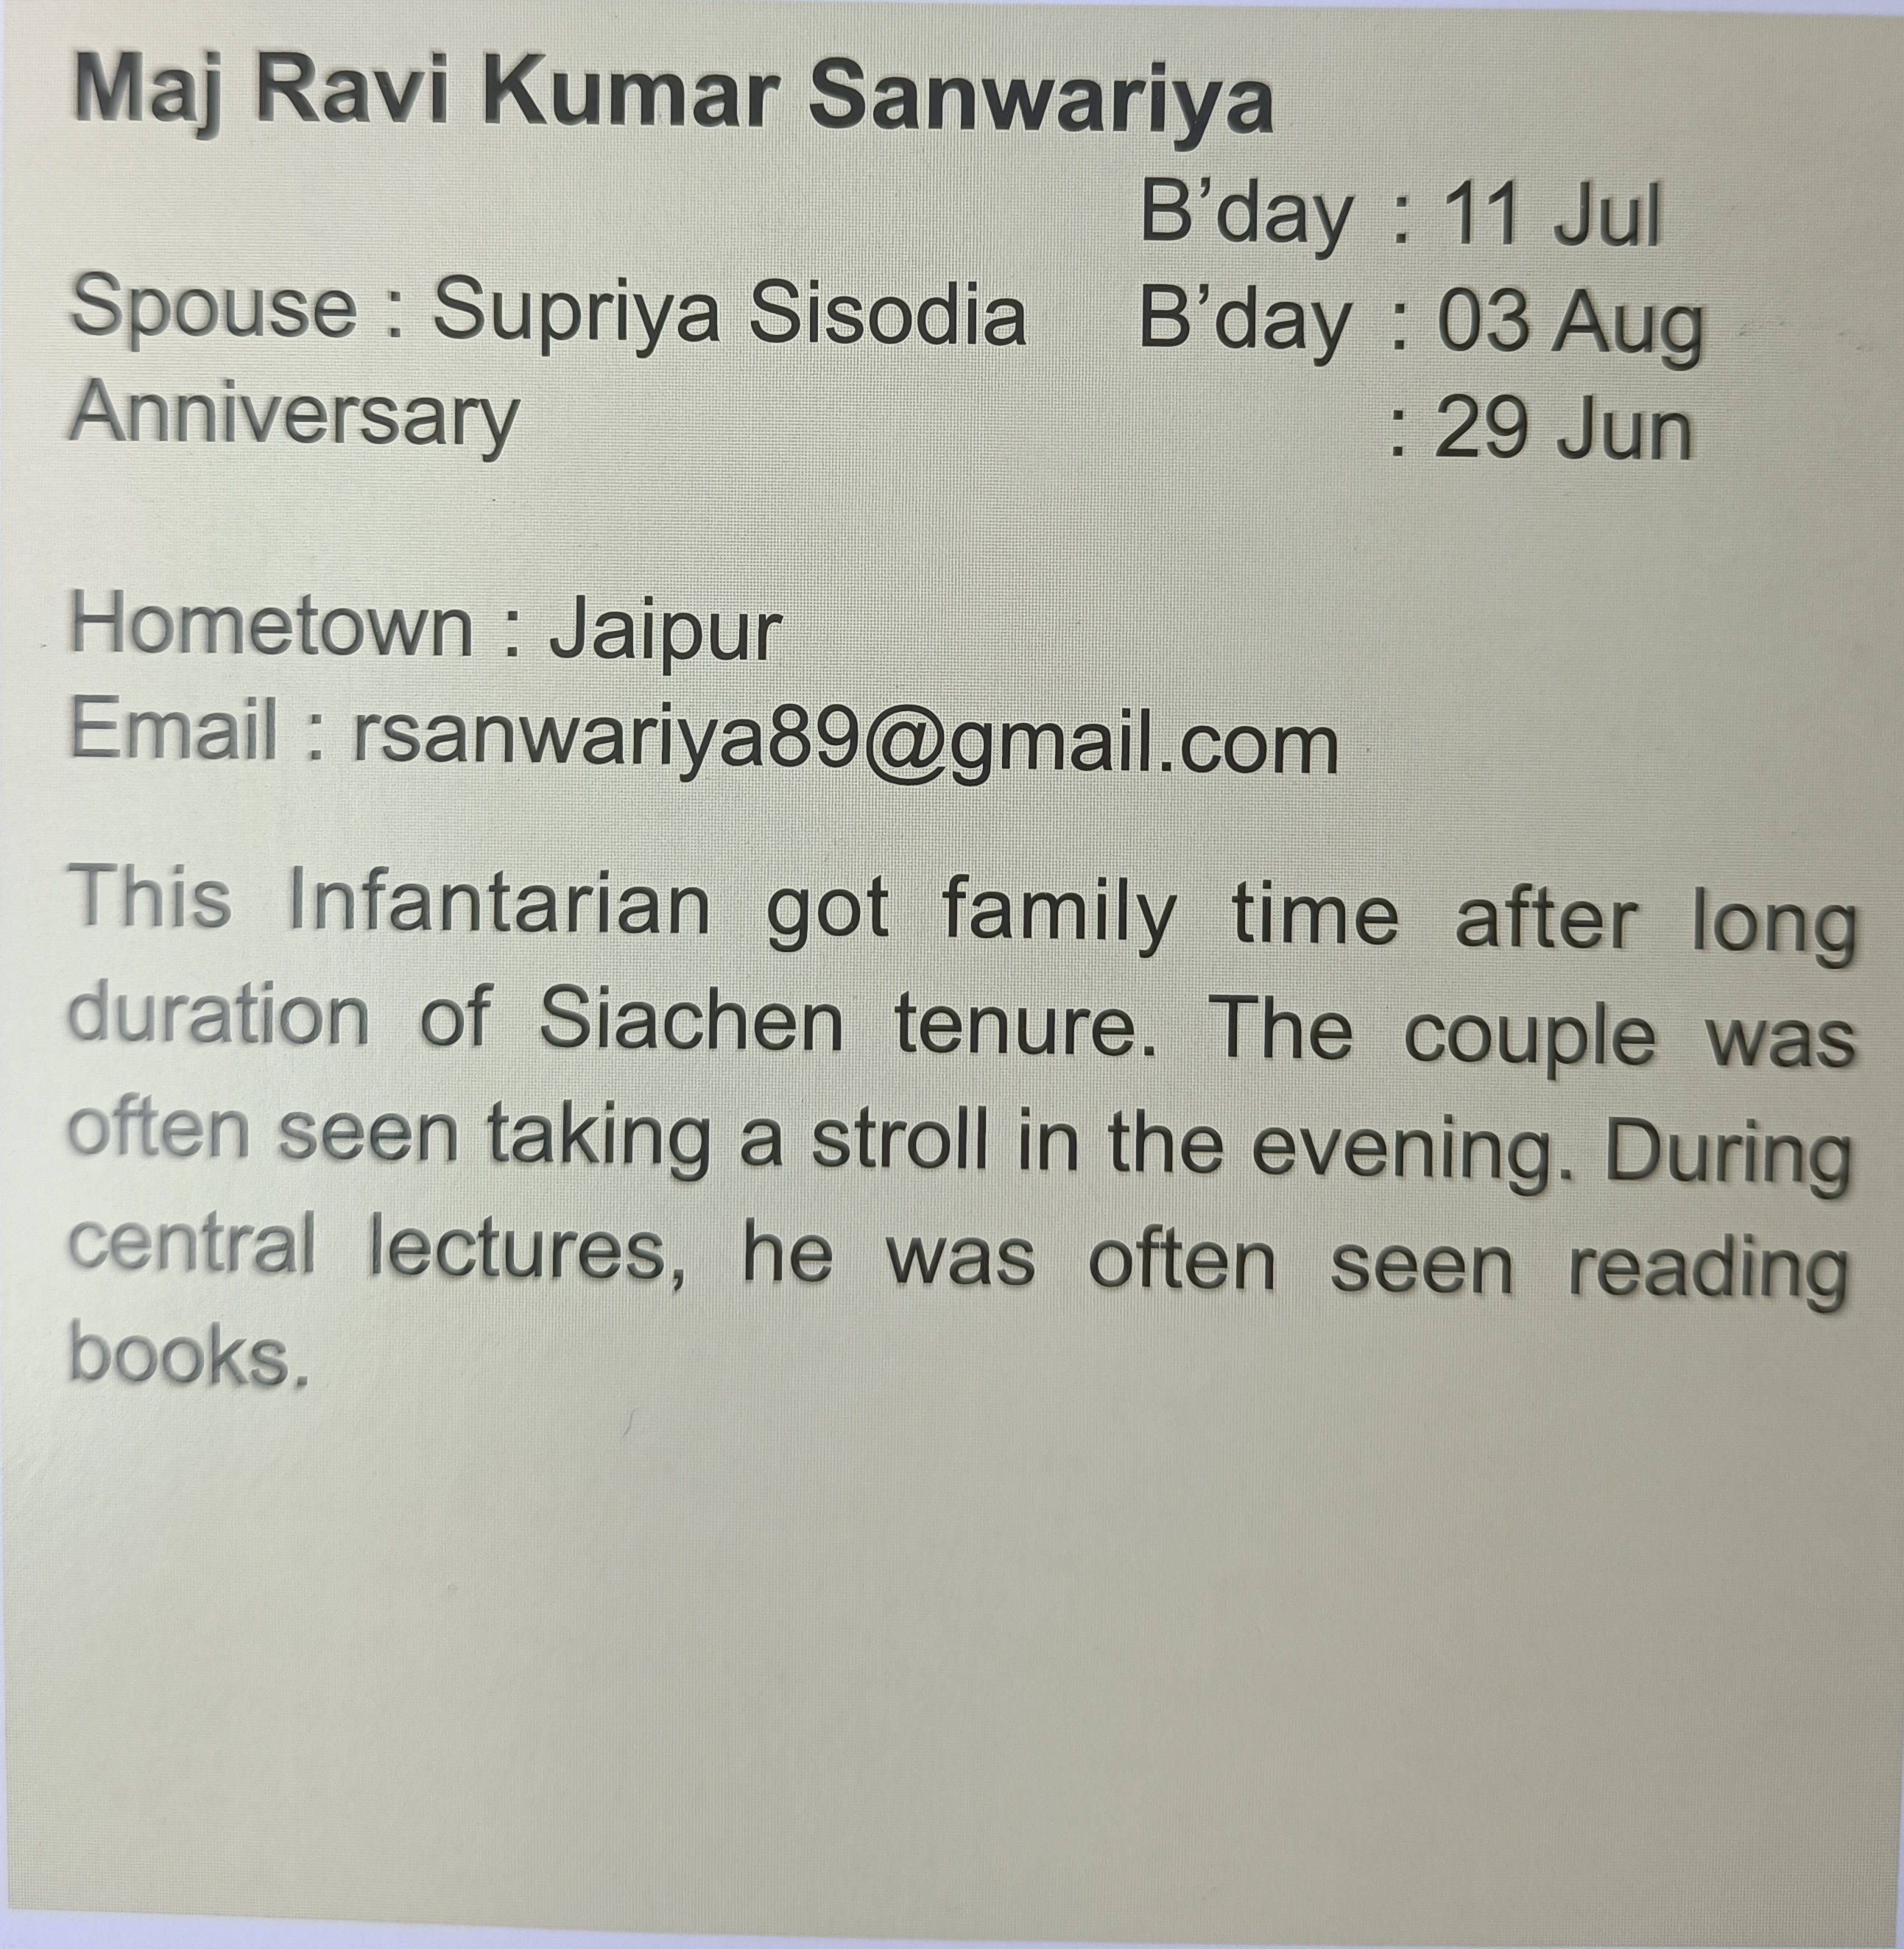 Maj Ravi Kumar Sanwariya
B’day : 11 Jul
Spouse : Supriya Sisodia B’day : 03 Aug
Anniversary : 29 Jun
Hometown : Jaipur
Email : rsanwariya89@gmail.com
This Infantarian got family time after long
duration of Siachen tenure. The couple was
often seen taking a stroll in the evening. During
central lectures, he was often seen reading
books.